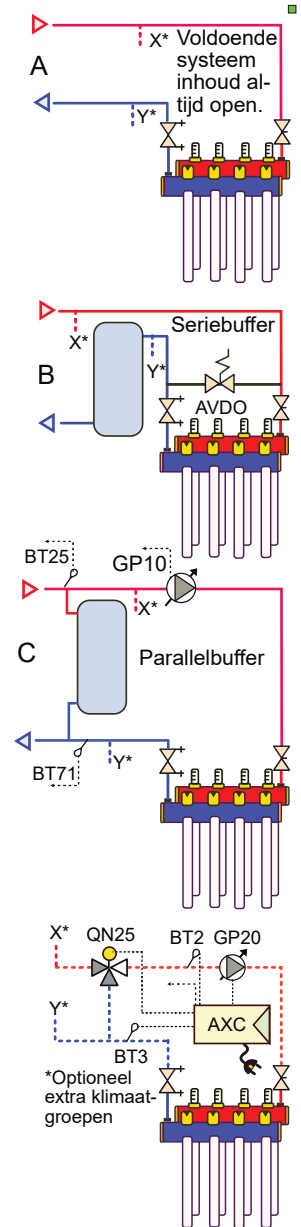 X*
Voldoende
systeem
inhoud al-
tijd open.
A
Y*
X*
Seriebuffer
Y*
B
AVDO
BT25
GP10
X*
C
Parallelbuffer
BT71
Y*
X*
QN25
BT2
GP20
Y*
AXC
BT3
*Optioneel
extra klimaat-
groepen